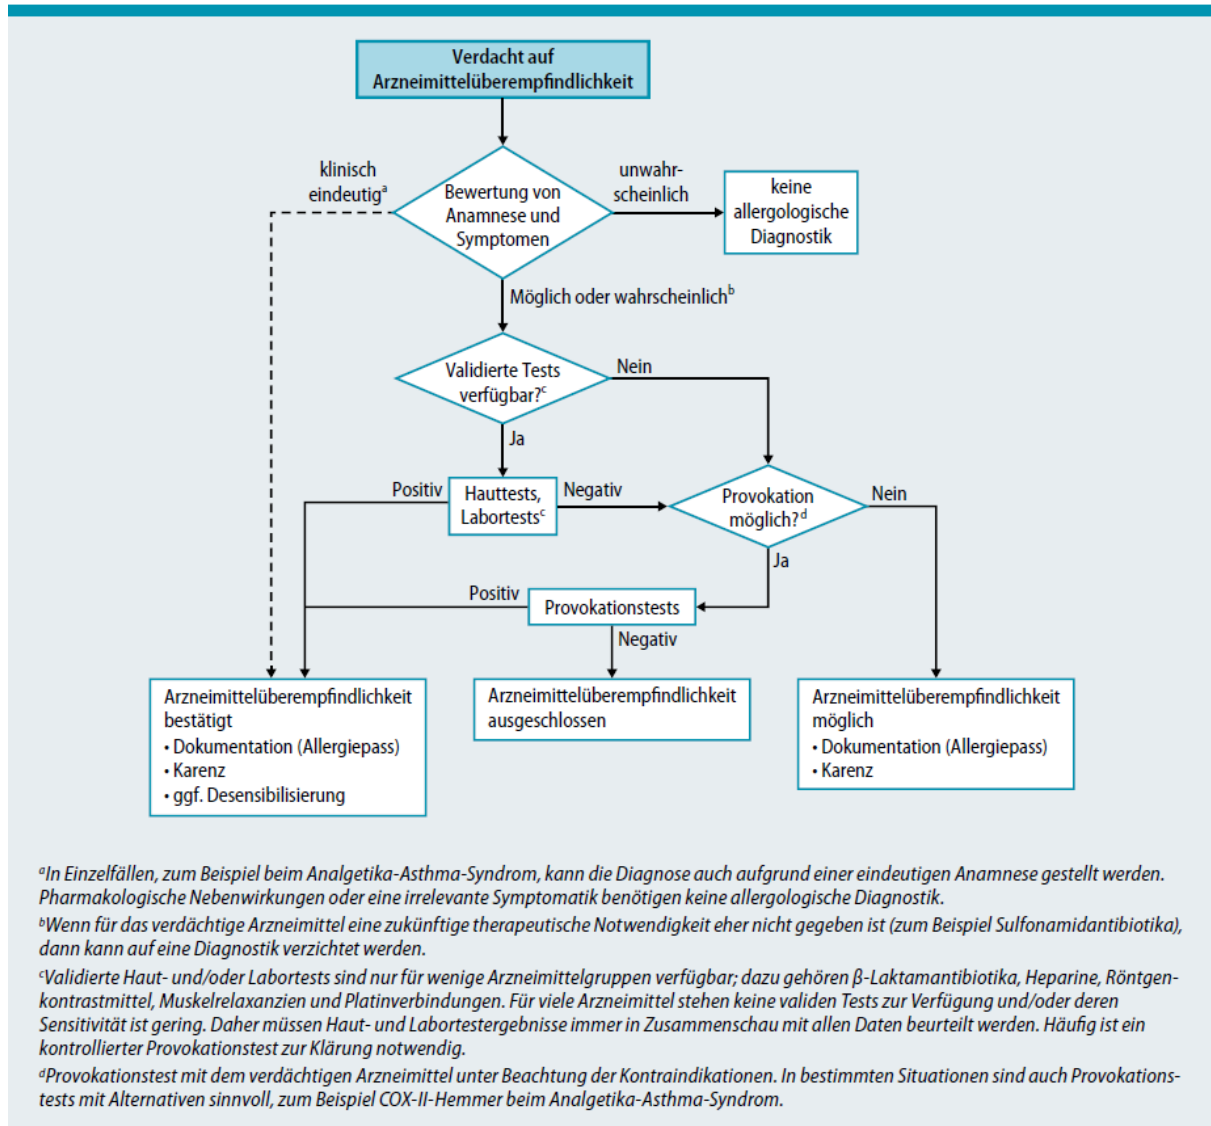 Verdacht auf
Arzneimittelüberempfindlichkeit
klinisch
eindeutigᵃ
Bewertung von
Anamnese und
Symptomen
unwahr-
scheinlich
keine
allergologische
Diagnostik
Möglich oder wahrscheinlichᵇ
Validierte Tests
verfügbar?ᶜ
Nein
Ja
Positiv
Hauttests,
Labortestsᶜ
Negativ
Provokation
möglich?ᵈ
Nein
Ja
Positiv
Provokationstests
Negativ
Arzneimittelüberempfindlichkeit
bestätigt
• Dokumentation (Allergiepass)
• Karenz
• ggf. Desensibilisierung
Arzneimittelüberempfindlichkeit
ausgeschlossen
Arzneimittelüberempfindlichkeit
möglich
• Dokumentation (Allergiepass)
• Karenz
ᵃIn Einzelfällen, zum Beispiel beim Analgetika-Asthma-Syndrom, kann die Diagnose auch aufgrund einer eindeutigen Anamnese gestellt werden.
Pharmakologische Nebenwirkungen oder eine irrelevante Symptomatik benötigen keine allergologische Diagnostik.
ᵇWenn für das verdächtige Arzneimittel eine zukünftige therapeutische Notwendigkeit eher nicht gegeben ist (zum Beispiel Sulfonamidantibiotika),
dann kann auf eine Diagnostik verzichtet werden.
ᶜValidierte Haut- und/oder Labortests sind nur für wenige Arzneimittelgruppen verfügbar; dazu gehören β-Laktamantibiotika, Heparine, Röntgen-
kontrastmittel, Muskelrelaxanzien und Platinverbindungen. Für viele Arzneimittel stehen keine validen Tests zur Verfügung und/oder deren
Sensitivität ist gering. Daher müssen Haut- und Labortestergebnisse immer in Zusammenschau mit allen Daten beurteilt werden. Häufig ist ein
kontrollierter Provokationstest zur Klärung notwendig.
ᵈProvokationstest mit dem verdächtigen Arzneimittel unter Beachtung der Kontraindikationen. In bestimmten Situationen sind auch Provokations-
tests mit Alternativen sinnvoll, zum Beispiel COX-II-Hemmer beim Analgetika-Asthma-Syndrom.